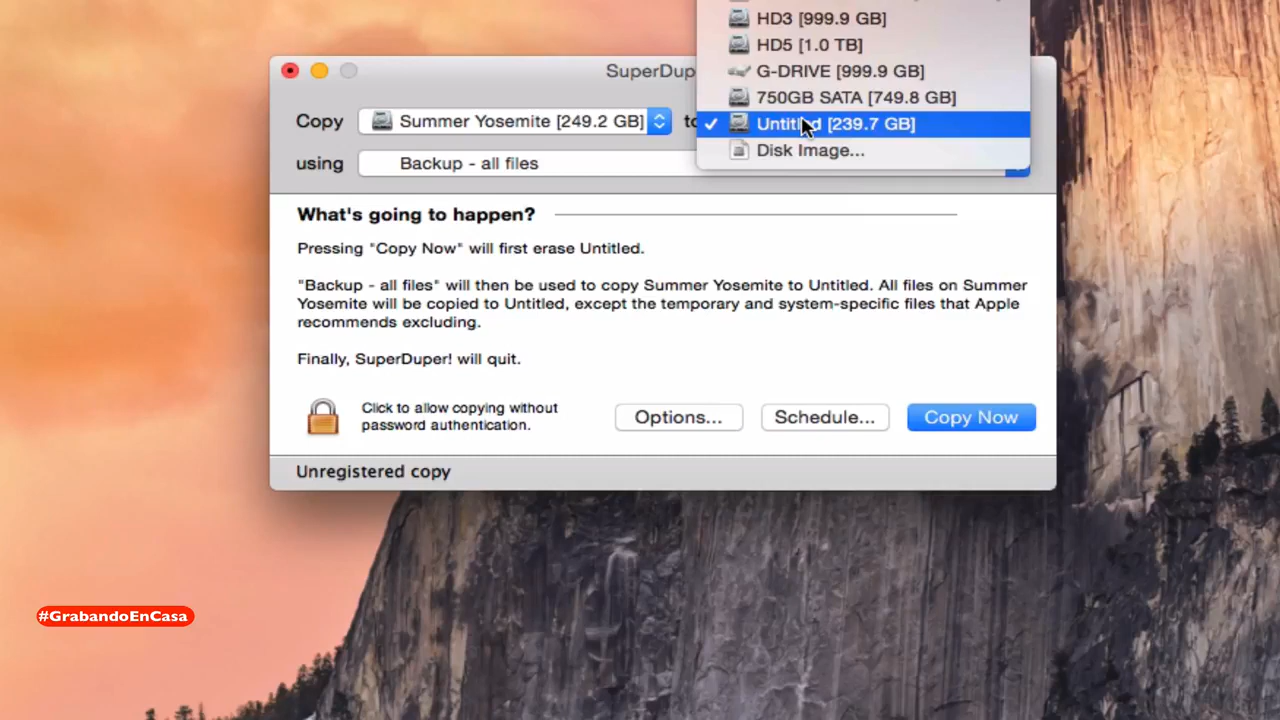 HD3 [999.9 GB]
HD5 [1.0 TB]
SuperDup
G-DRIVE [999.9 GB]
750GB SATA [749.8 GB]
Copy Summer Yosemite [249.2 GB] to Untitled [239.7 GB]
Disk Image...
using Backup - all files
What's going to happen?
Pressing "Copy Now" will first erase Untitled.
"Backup - all files" will then be used to copy Summer Yosemite to Untitled. All files on Summer
Yosemite will be copied to Untitled, except the temporary and system-specific files that Apple
recommends excluding.
Finally, SuperDuper! will quit.
Click to allow copying without
password authentication.
Options... Schedule... Copy Now
Unregistered copy
#GrabandoEnCasa